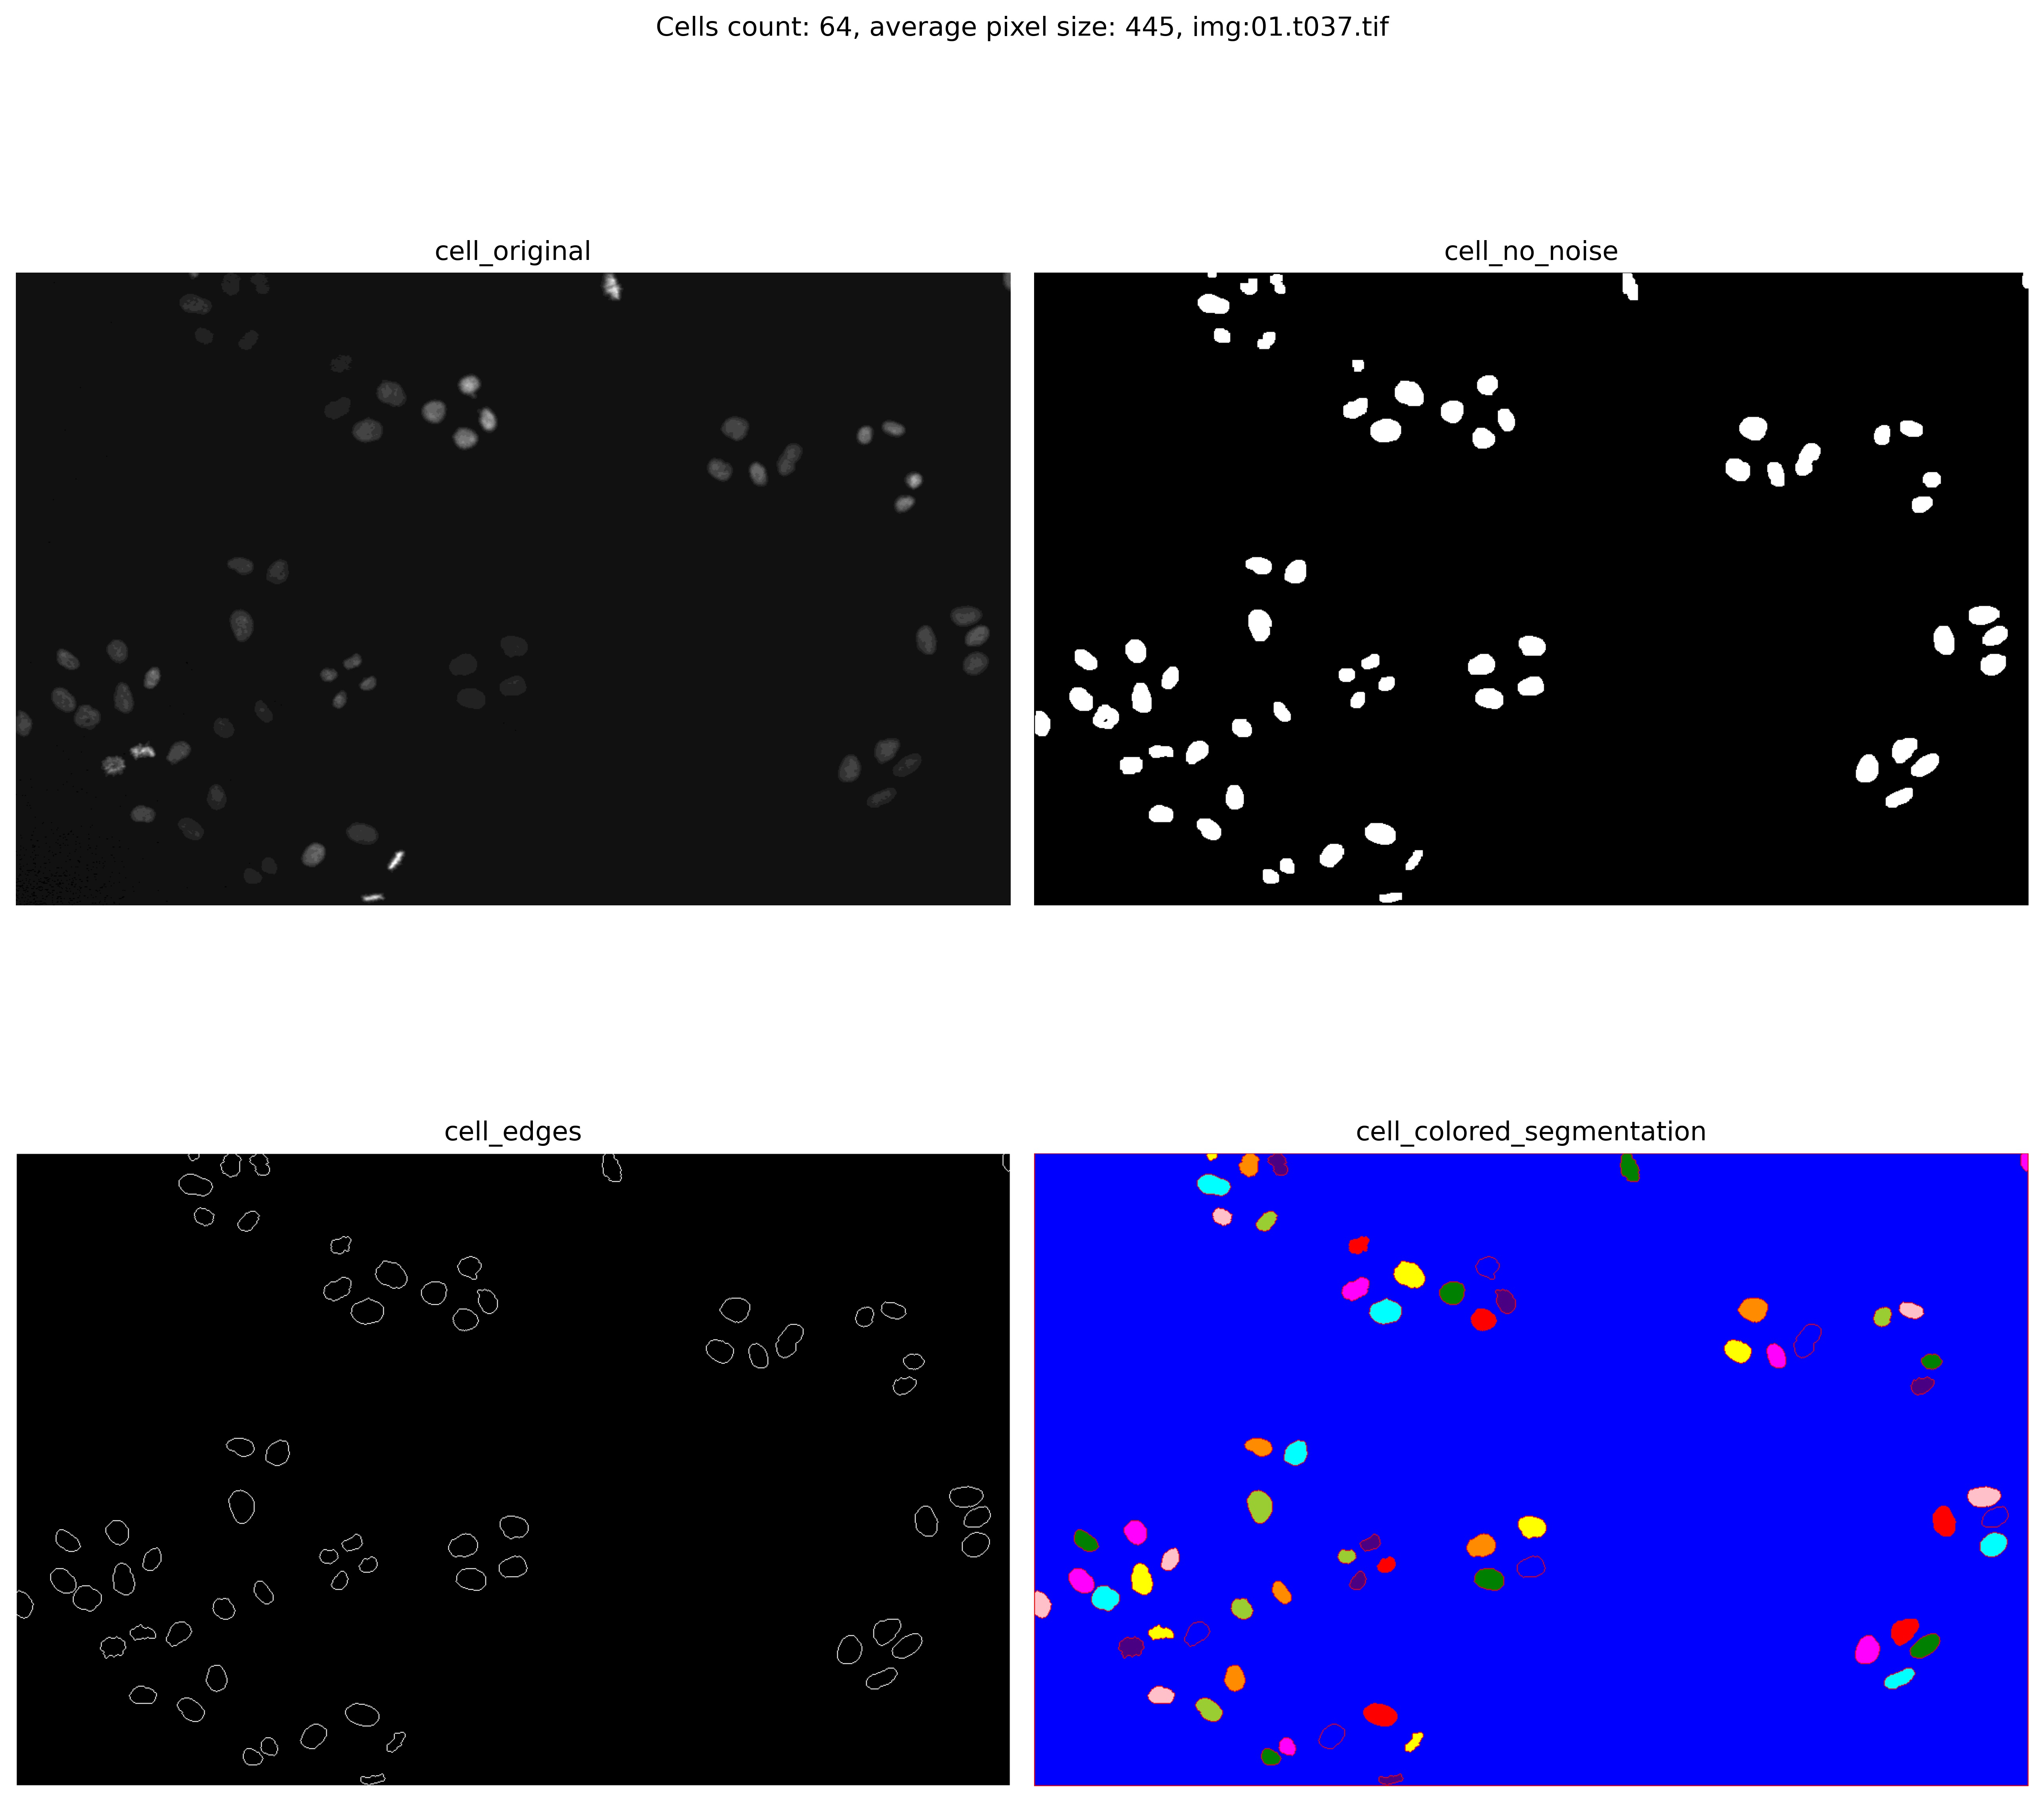 Cells count: 64, average pixel size: 445, img:01.t037.tif
cell_original
cell_no_noise
cell_edges
cell_colored_segmentation